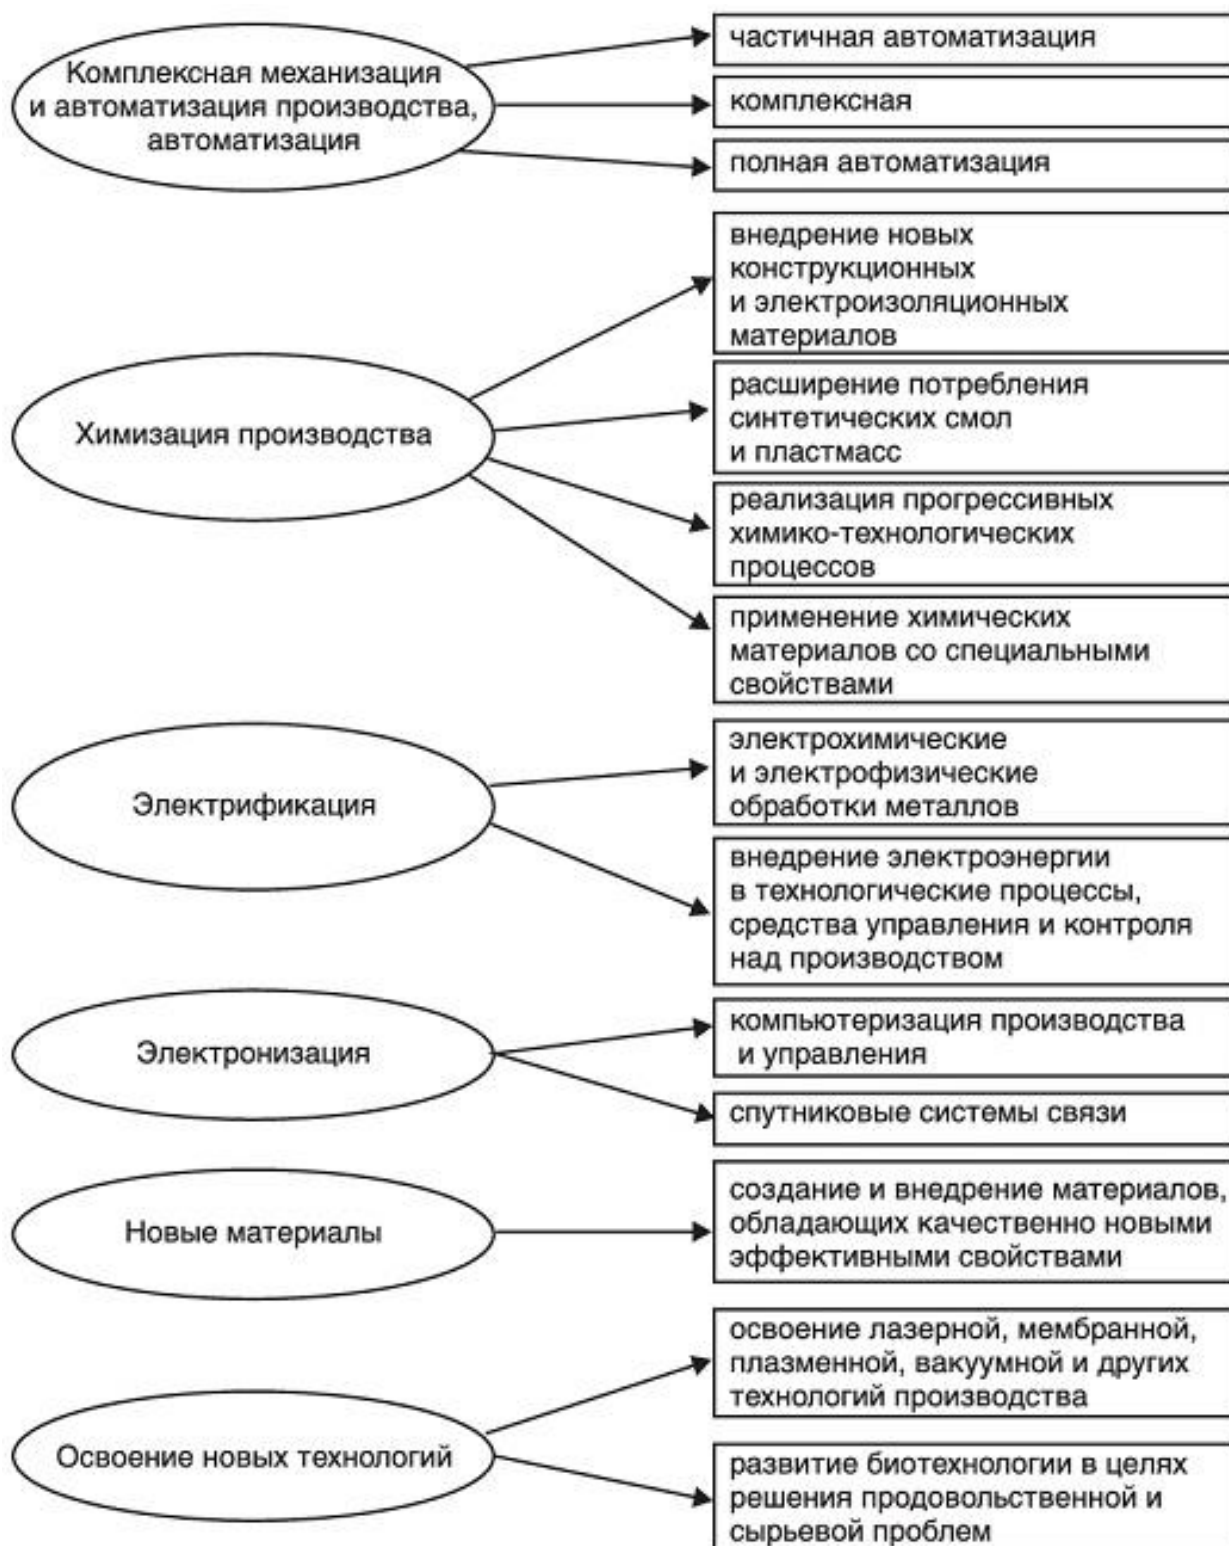 Комплексная механизация
и автоматизация производства,
автоматизация
частичная автоматизация
комплексная
полная автоматизация
Химизация производства
внедрение новых
конструкционных
и электроизоляционных
материалов
расширение потребления
синтетических смол
и пластмасс
реализация прогрессивных
химико-технологических
процессов
применение химических
материалов со специальными
свойствами
Электрификация
электрохимические
и электрофизические
обработки металлов
внедрение электроэнергии
в технологические процессы,
средства управления и контроля
над производством
Электронизация
компьютеризация производства
и управления
спутниковые системы связи
Новые материалы
создание и внедрение материалов,
обладающих качественно новыми
эффективными свойствами
Освоение новых технологий
освоение лазерной, мембранной,
плазменной, вакуумной и других
технологий производства
развитие биотехнологии в целях
решения продовольственной и
сырьевой проблем